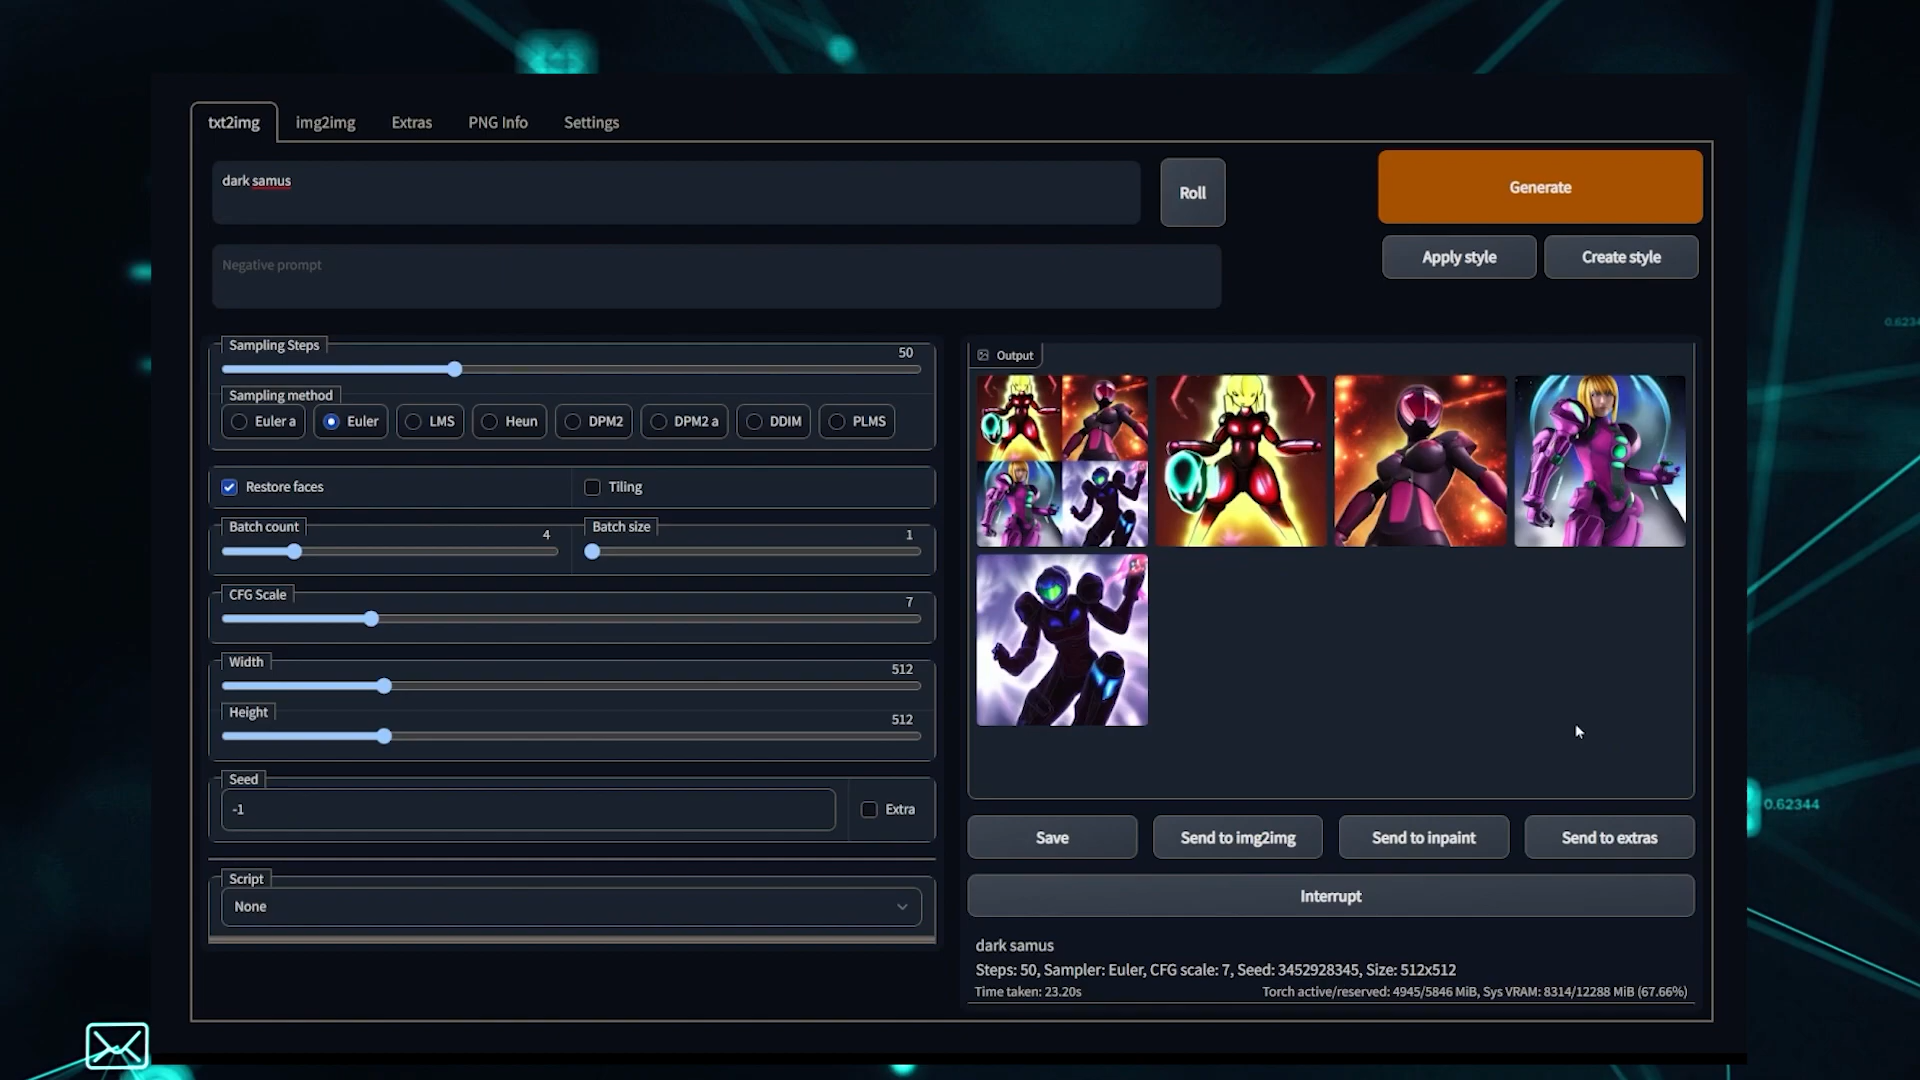 txt2img img2img Extras PNG Info Settings
dark samus
Roll
Generate
Negative prompt
Apply style Create style
Sampling Steps
50
Sampling method
Euler a Euler LMS Heun DPM2 DPM2 a DDIM PLMS
Restore faces Tiling
Batch count
4
Batch size
1
CFG Scale
7
Width
512
Height
512
Seed
-1
Extra
Script
None
Output
Save Send to img2img Send to inpaint Send to extras
Interrupt
dark samus
Steps: 50, Sampler: Euler, CFG scale: 7, Seed: 3452928345, Size: 512x512
Time taken: 23.20s
Torch active/reserved: 4945/5846 MiB, Sys VRAM: 8314/12288 MiB (67.66%)
0.62344